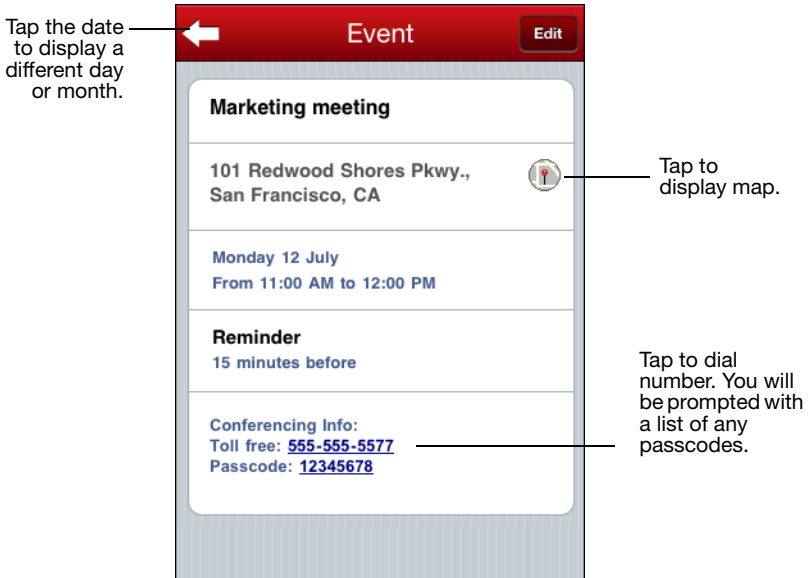 Tap the date
to display a
different day
or month.
Event
Edit
Marketing meeting
101 Redwood Shores Pkwy.,
San Francisco, CA
Tap to
display map.
Monday 12 July
From 11:00 AM to 12:00 PM
Reminder
15 minutes before
Conferencing Info:
Toll free: 555-555-5577
Passcode: 12345678
Tap to dial
number. You will
be prompted with
a list of any
passcodes.